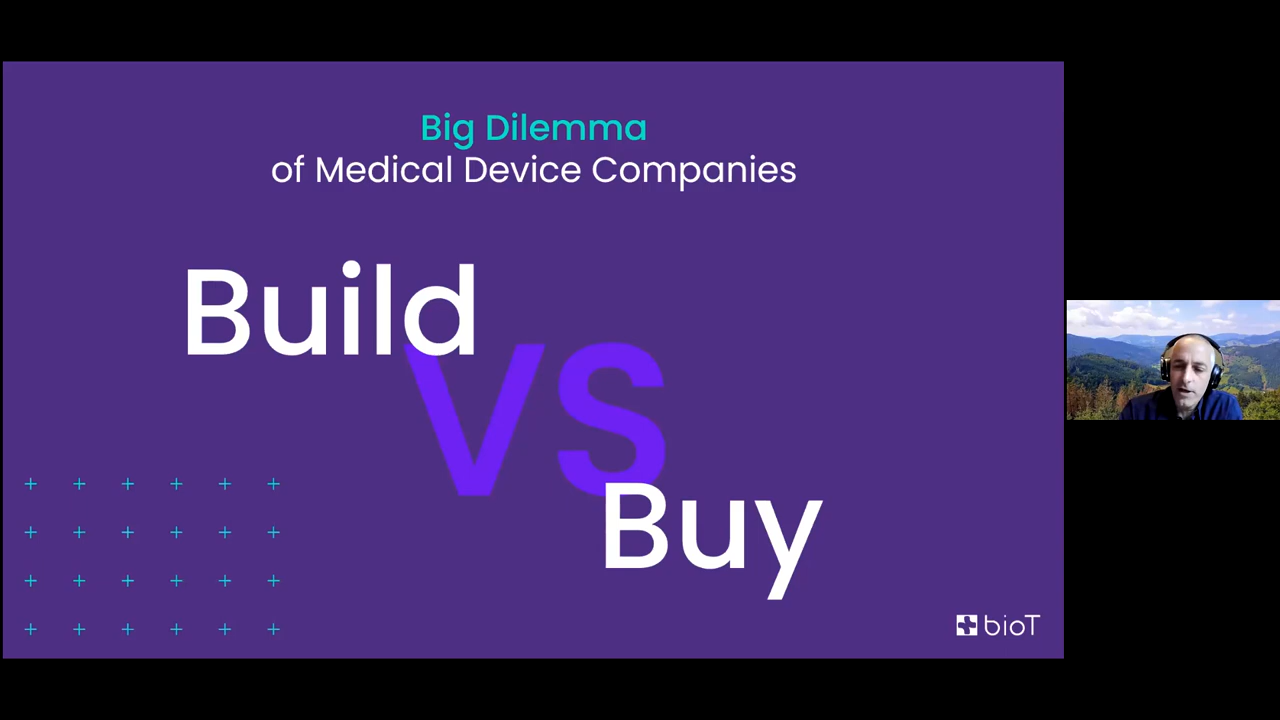 Big Dilemma
of Medical Device Companies
Build
VS
Buy
bioT